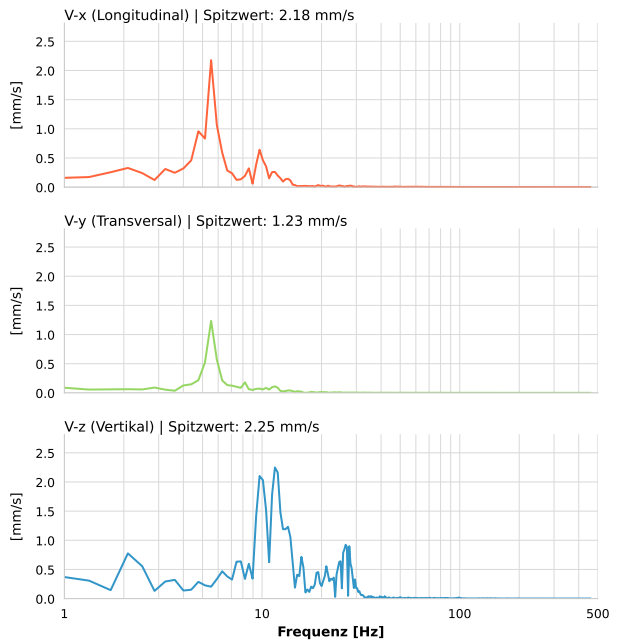 V-x (Longitudinal) | Spitzwert: 2.18 mm/s
2.5
2.0
1.5
1.0
0.5
0.0
[mm/s]
V-y (Transversal) | Spitzwert: 1.23 mm/s
2.5
2.0
1.5
1.0
0.5
0.0
[mm/s]
V-z (Vertikal) | Spitzwert: 2.25 mm/s
2.5
2.0
1.5
1.0
0.5
0.0
[mm/s]
1 10 100 500
Frequenz [Hz]